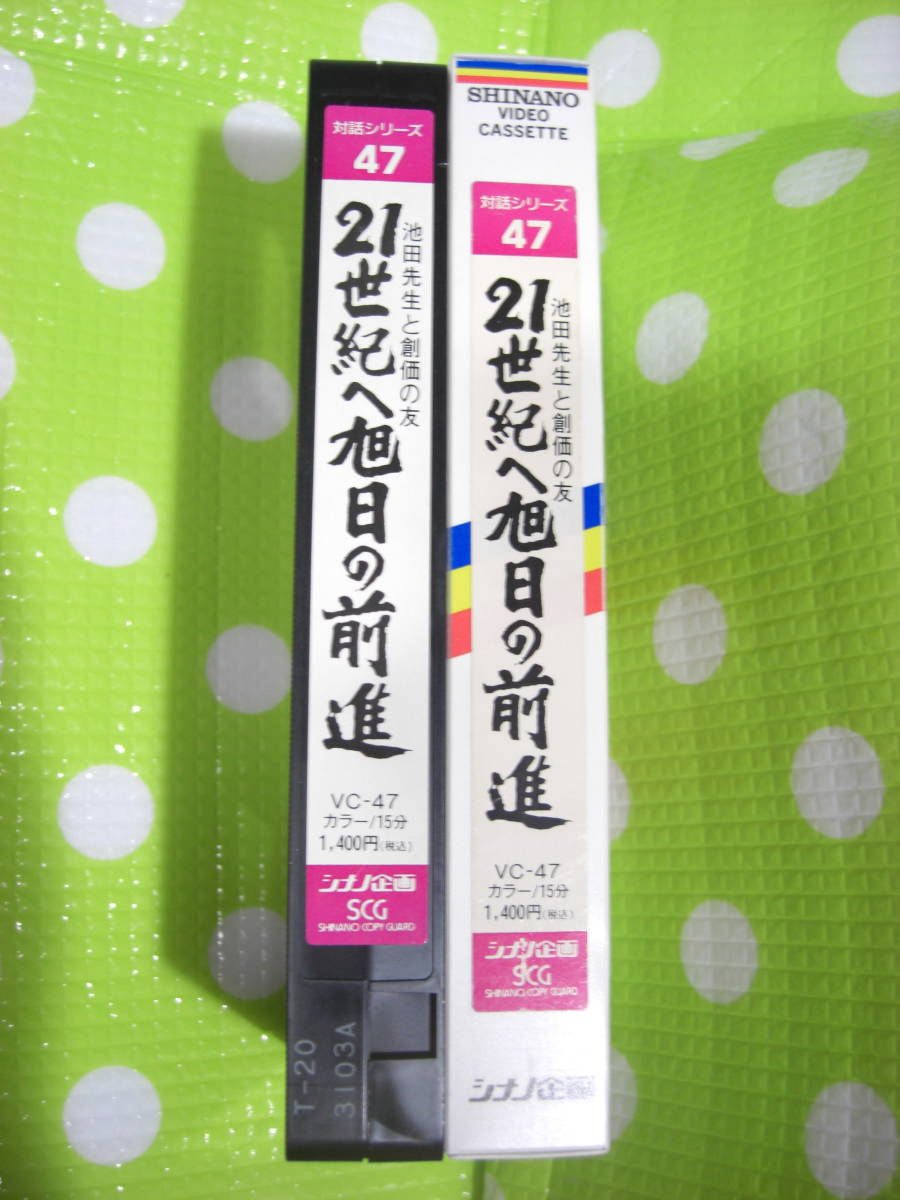 対話シリーズ
47
池田先生と創価の友
21世紀へ旭日の前進
VC-47
カラー/15分
1,400円(税込)
シナノ企画
SCG
SHINANO COPY GUARD
T-20
3103A
SHINANO
VIDEO
CASSETTE
対話シリーズ
47
池田先生と創価の友
21世紀へ旭日の前進
VC-47
カラー/15分
1,400円(税込)
シナノ企画
SCG
SHINANO COPY GUARD
シナノ企画